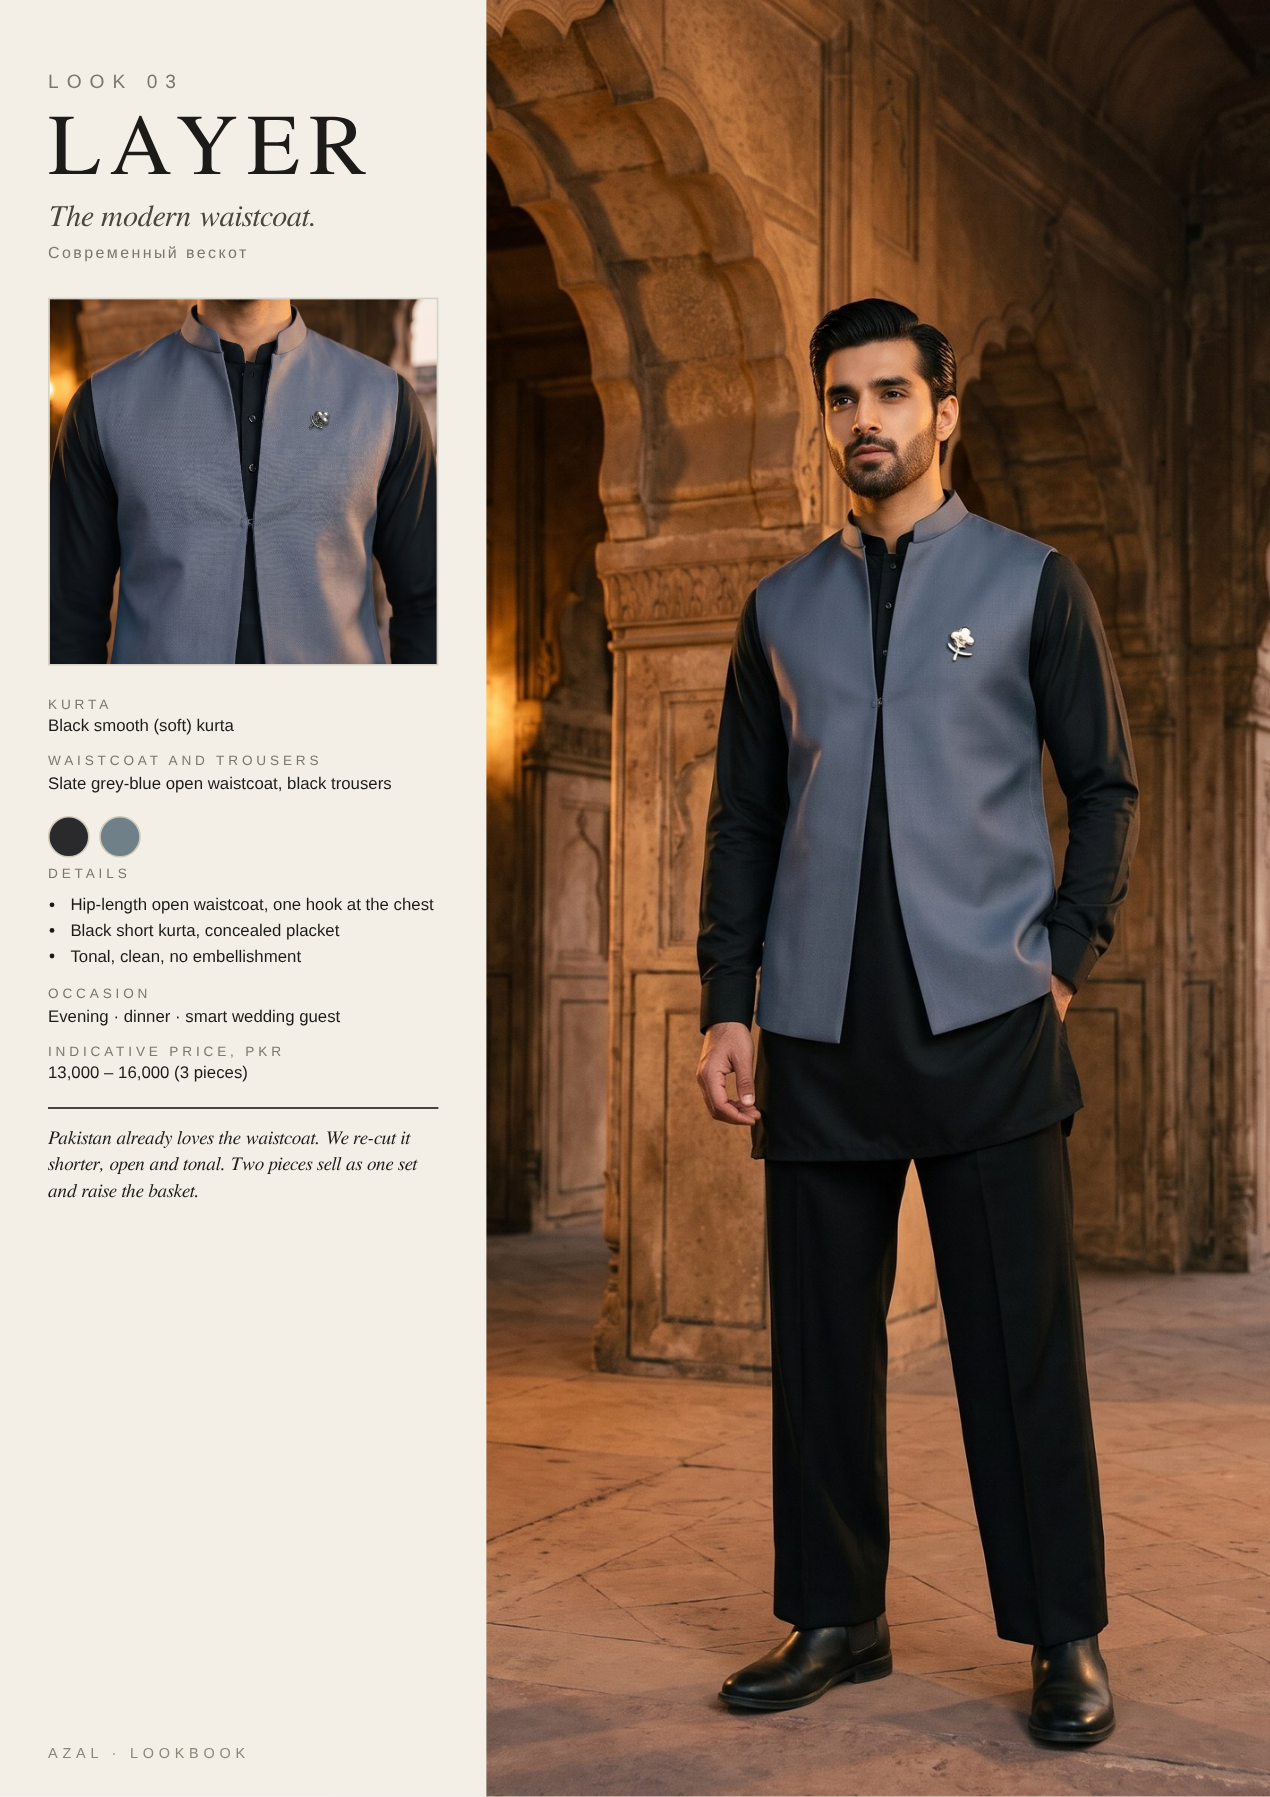 LOOK 03
LAYER
The modern waistcoat.
Современный вескот
KURTA
Black smooth (soft) kurta
WAISTCOAT AND TROUSERS
Slate grey-blue open waistcoat, black trousers
DETAILS
• Hip-length open waistcoat, one hook at the chest
• Black short kurta, concealed placket
• Tonal, clean, no embellishment
OCCASION
Evening · dinner · smart wedding guest
INDICATIVE PRICE, PKR
13,000 – 16,000 (3 pieces)
Pakistan already loves the waistcoat. We re-cut it
shorter, open and tonal. Two pieces sell as one set
and raise the basket.
AZAL · LOOKBOOK